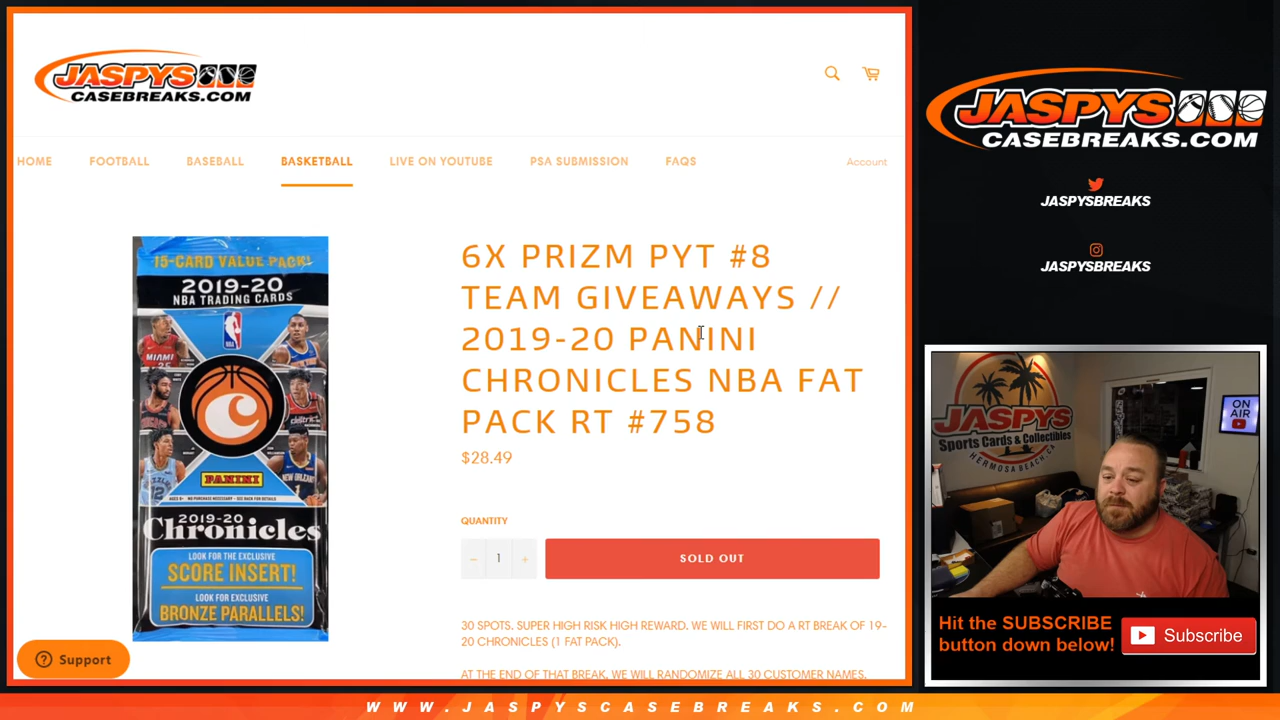 JASPYS
CASEBREAKS.COM
HOME FOOTBALL BASEBALL BASKETBALL LIVE ON YOUTUBE PSA SUBMISSION FAQS Account
15-CARD VALUE PACK!
2019-20
NBA TRADING CARDS
MIAMI
PANINI
2019-20
Chronicles
LOOK FOR THE EXCLUSIVE
SCORE INSERT!
LOOK FOR EXCLUSIVE
BRONZE PARALLELS!
6X PRIZM PYT #8
TEAM GIVEAWAYS //
2019-20 PANINI
CHRONICLES NBA FAT
PACK RT #758
$28.49
QUANTITY
− 1 +
SOLD OUT
30 SPOTS. SUPER HIGH RISK HIGH REWARD. WE WILL FIRST DO A RT BREAK OF 19-
20 CHRONICLES (1 FAT PACK).
AT THE END OF THAT BREAK, WE WILL RANDOMIZE ALL 30 CUSTOMER NAMES.
Support
JASPYS
CASEBREAKS.COM
JASPYSBREAKS
JASPYSBREAKS
JASPYS
Sports Cards & Collectibles
HERMOSA BEACH, CA
ON
AIR
Hit the SUBSCRIBE
button down below!
Subscribe
WWW.JASPYSCASEBREAKS.COM